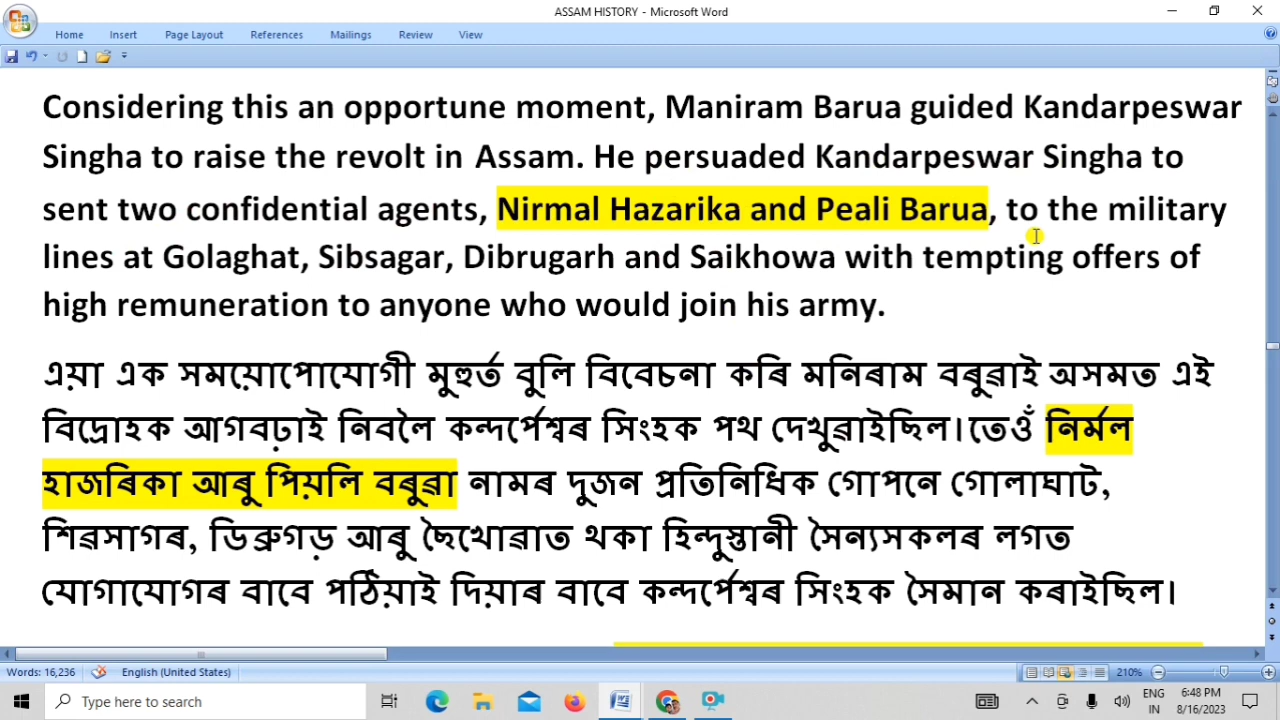 ASSAM HISTORY - Microsoft Word
Home Insert Page Layout References Mailings Review View
Considering this an opportune moment, Maniram Barua guided Kandarpeswar
Singha to raise the revolt in Assam. He persuaded Kandarpeswar Singha to
sent two confidential agents, Nirmal Hazarika and Peali Barua, to the military
lines at Golaghat, Sibsagar, Dibrugarh and Saikhowa with tempting offers of
high remuneration to anyone who would join his army.
এয়া এক সময়োপোযোগী মুহুৰ্ত বুলি বিবেচনা কৰি মনিৰাম বৰুৱাই অসমত এই
বিদ্ৰোহক আগবঢ়াই নিবলৈ কন্দৰ্পেশ্বৰ সিংহক পথ দেখুৱাইছিল।তেওঁ নিৰ্মল
হাজৰিকা আৰু পিয়লি বৰুৱা নামৰ দুজন প্ৰতিনিধিক গোপনে গোলাঘাট,
শিৱসাগৰ, ডিব্ৰুগড় আৰু ছৈখোৱাত থকা হিন্দুস্তানী সৈন্যসকলৰ লগত
যোগাযোগৰ বাবে পঠিয়াই দিয়াৰ বাবে কন্দৰ্পেশ্বৰ সিংহক সৈমান কৰাইছিল।
Words: 16,236 English (United States) 210%
Type here to search
ENG 6:48 PM
IN 8/16/2023